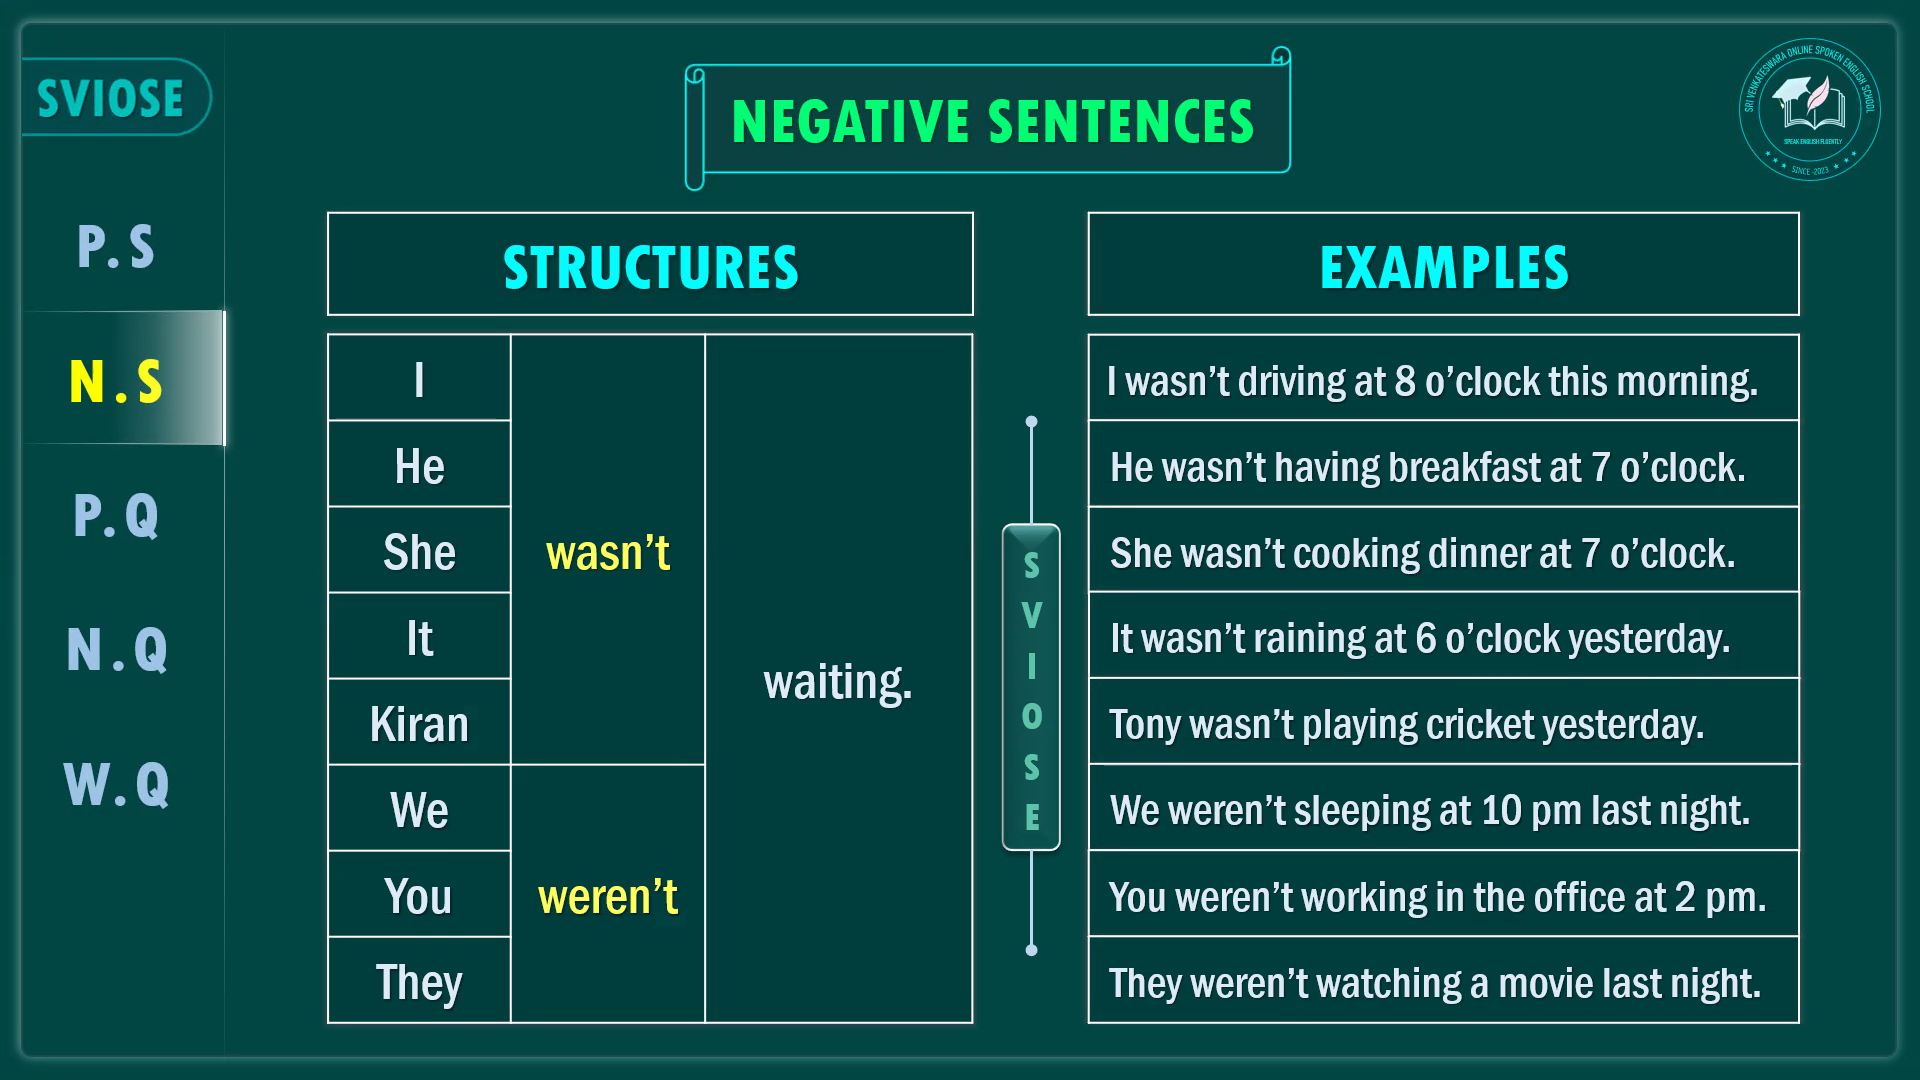 SVIOSE
NEGATIVE SENTENCES
SRI VENKATESWARA ONLINE SPOKEN ENGLISH SCHOOL
SPEAK ENGLISH FLUENTLY
SINCE -2023
P.S
N.S
P.Q
N.Q
W.Q
STRUCTURES
I
He
She
It
Kiran
We
You
They
wasn’t
weren’t
waiting.
SVIOSE
EXAMPLES
I wasn’t driving at 8 o’clock this morning.
He wasn’t having breakfast at 7 o’clock.
She wasn’t cooking dinner at 7 o’clock.
It wasn’t raining at 6 o’clock yesterday.
Tony wasn’t playing cricket yesterday.
We weren’t sleeping at 10 pm last night.
You weren’t working in the office at 2 pm.
They weren’t watching a movie last night.